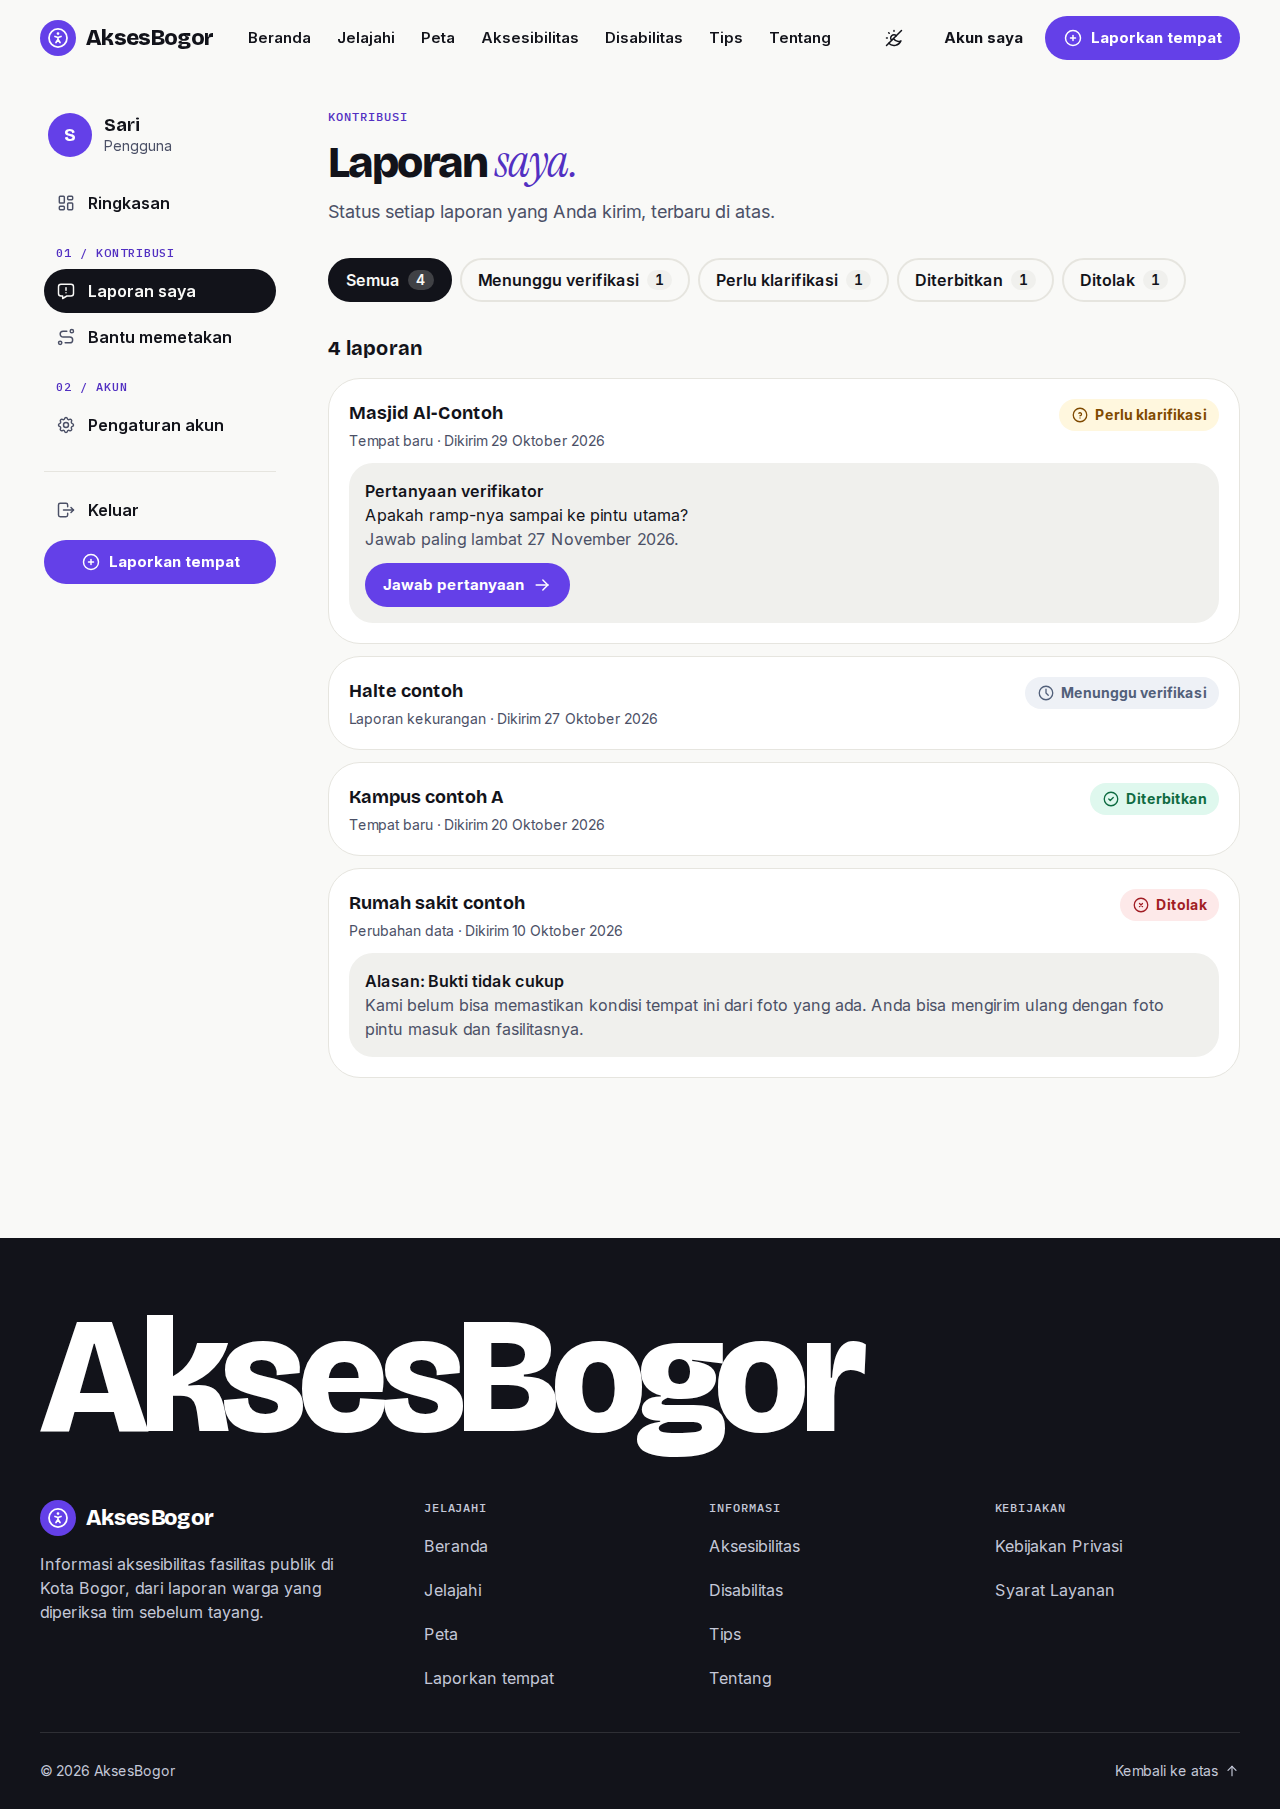 AksesBogor
Beranda Jelajahi Peta Aksesibilitas Disabilitas Tips Tentang
Akun saya
Laporkan tempat
S
Sari
Pengguna
Ringkasan
01 / KONTRIBUSI
Laporan saya
Bantu memetakan
02 / AKUN
Pengaturan akun
Keluar
Laporkan tempat
KONTRIBUSI
Laporan saya.
Status setiap laporan yang Anda kirim, terbaru di atas.
Semua 4 Menunggu verifikasi 1 Perlu klarifikasi 1 Diterbitkan 1 Ditolak 1
4 laporan
Masjid Al-Contoh
Perlu klarifikasi
Tempat baru · Dikirim 29 Oktober 2026
Pertanyaan verifikator
Apakah ramp-nya sampai ke pintu utama?
Jawab paling lambat 27 November 2026.
Jawab pertanyaan →
Halte contoh
Menunggu verifikasi
Laporan kekurangan · Dikirim 27 Oktober 2026
Kampus contoh A
Diterbitkan
Tempat baru · Dikirim 20 Oktober 2026
Rumah sakit contoh
Ditolak
Perubahan data · Dikirim 10 Oktober 2026
Alasan: Bukti tidak cukup
Kami belum bisa memastikan kondisi tempat ini dari foto yang ada. Anda bisa mengirim ulang dengan foto
pintu masuk dan fasilitasnya.
AksesBogor
AksesBogor
Informasi aksesibilitas fasilitas publik di
Kota Bogor, dari laporan warga yang
diperiksa tim sebelum tayang.
JELAJAHI
Beranda
Jelajahi
Peta
Laporkan tempat
INFORMASI
Aksesibilitas
Disabilitas
Tips
Tentang
KEBIJAKAN
Kebijakan Privasi
Syarat Layanan
© 2026 AksesBogor
Kembali ke atas ↑